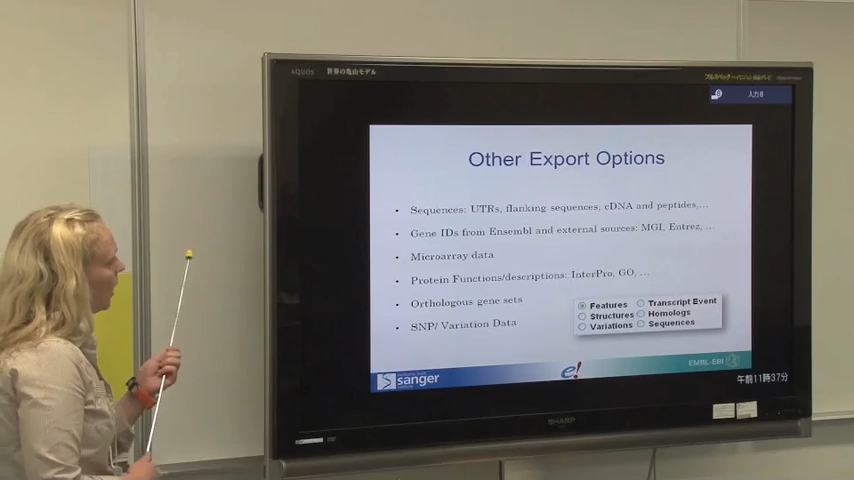 AQUOS 世界の亀山モデル
入力8
Other Export Options
• Sequences: UTRs, flanking sequences, cDNA and peptides,...
• Gene IDs from Ensembl and external sources: MGI, Entrez, ...
• Microarray data
• Protein Functions/descriptions: InterPro, GO, ...
• Orthologous gene sets
• SNP/ Variation Data
Features Transcript Event
Structures Homologs
Variations Sequences
sanger
e!
EMBL-EBI
午前11時37分
SHARP